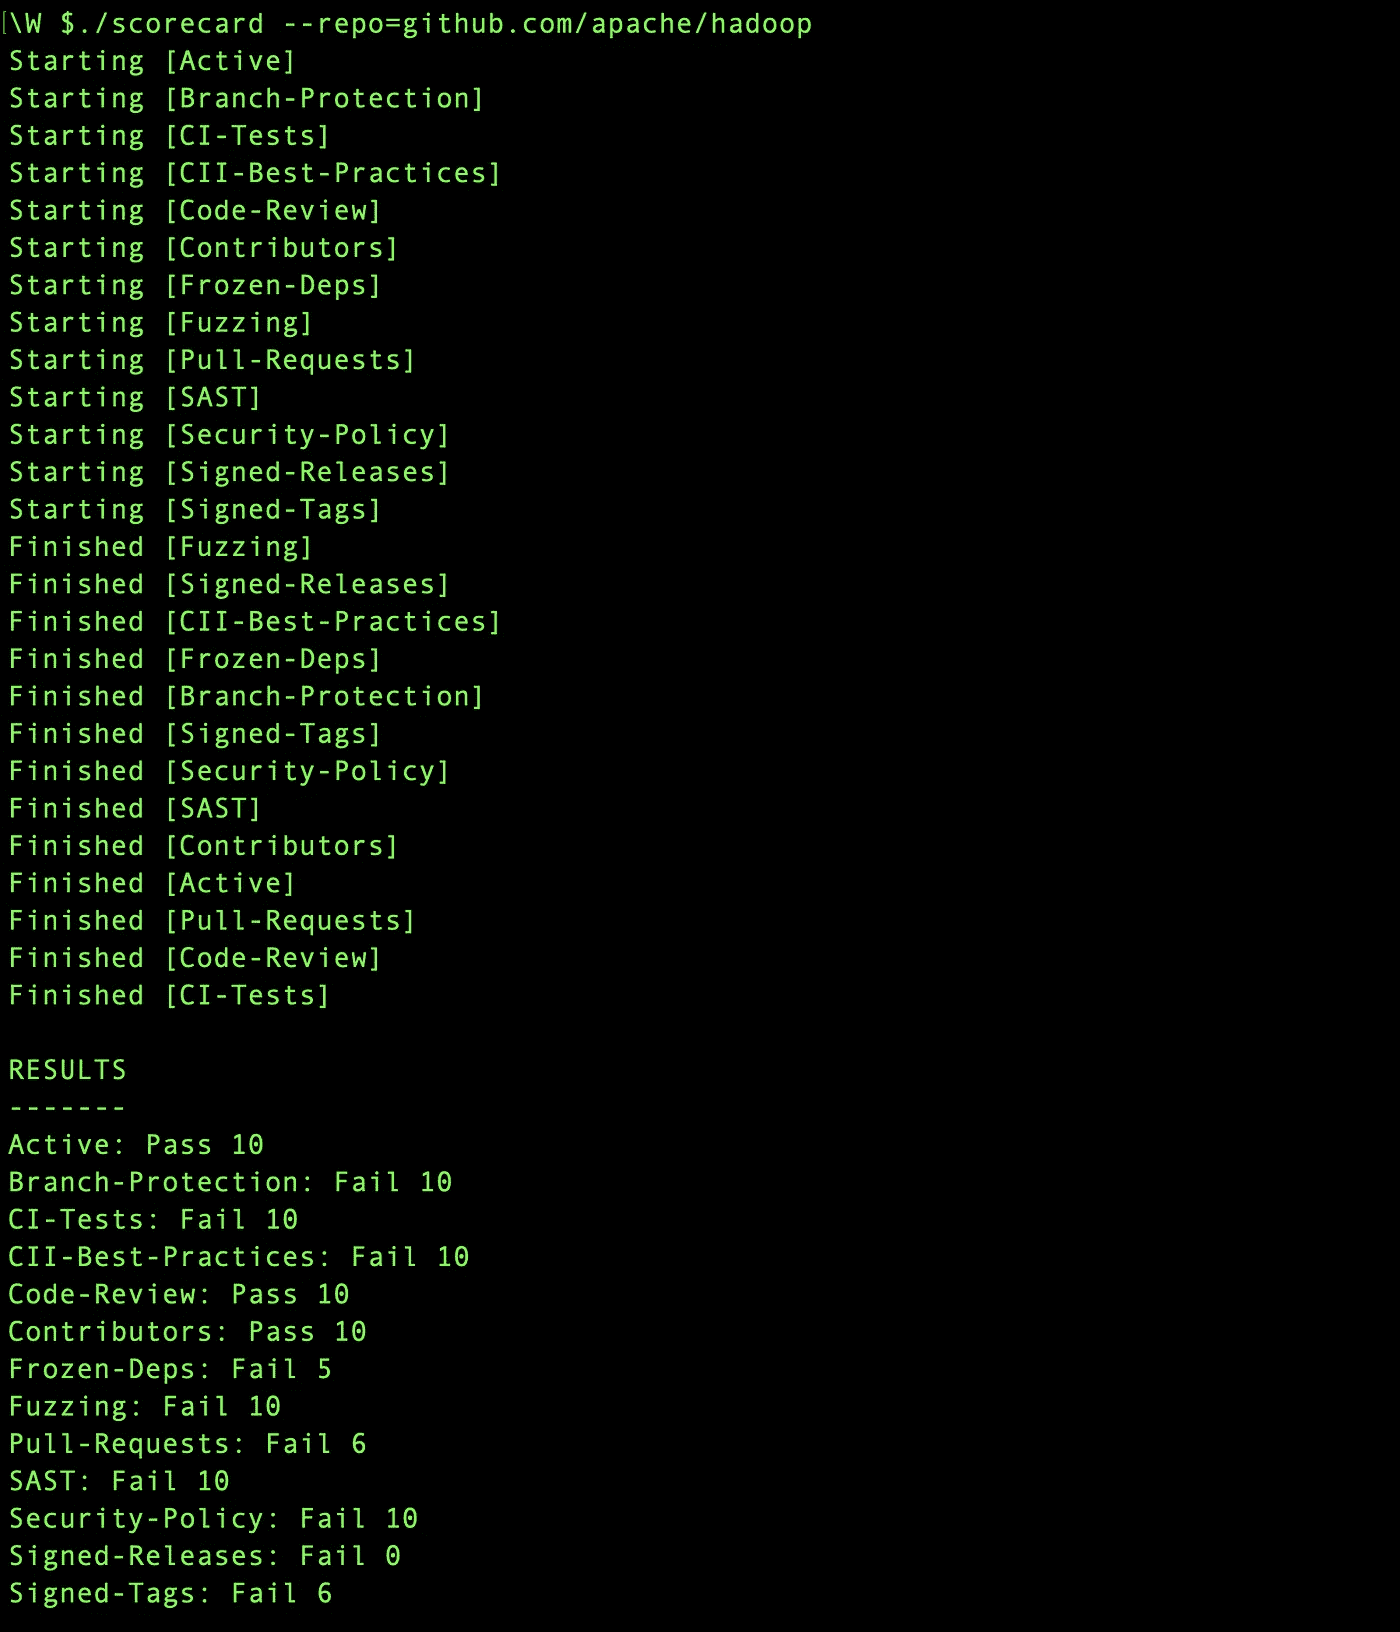 [\W $./scorecard --repo=github.com/apache/hadoop
Starting [Active]
Starting [Branch-Protection]
Starting [CI-Tests]
Starting [CII-Best-Practices]
Starting [Code-Review]
Starting [Contributors]
Starting [Frozen-Deps]
Starting [Fuzzing]
Starting [Pull-Requests]
Starting [SAST]
Starting [Security-Policy]
Starting [Signed-Releases]
Starting [Signed-Tags]
Finished [Fuzzing]
Finished [Signed-Releases]
Finished [CII-Best-Practices]
Finished [Frozen-Deps]
Finished [Branch-Protection]
Finished [Signed-Tags]
Finished [Security-Policy]
Finished [SAST]
Finished [Contributors]
Finished [Active]
Finished [Pull-Requests]
Finished [Code-Review]
Finished [CI-Tests]
RESULTS
-------
Active: Pass 10
Branch-Protection: Fail 10
CI-Tests: Fail 10
CII-Best-Practices: Fail 10
Code-Review: Pass 10
Contributors: Pass 10
Frozen-Deps: Fail 5
Fuzzing: Fail 10
Pull-Requests: Fail 6
SAST: Fail 10
Security-Policy: Fail 10
Signed-Releases: Fail 0
Signed-Tags: Fail 6